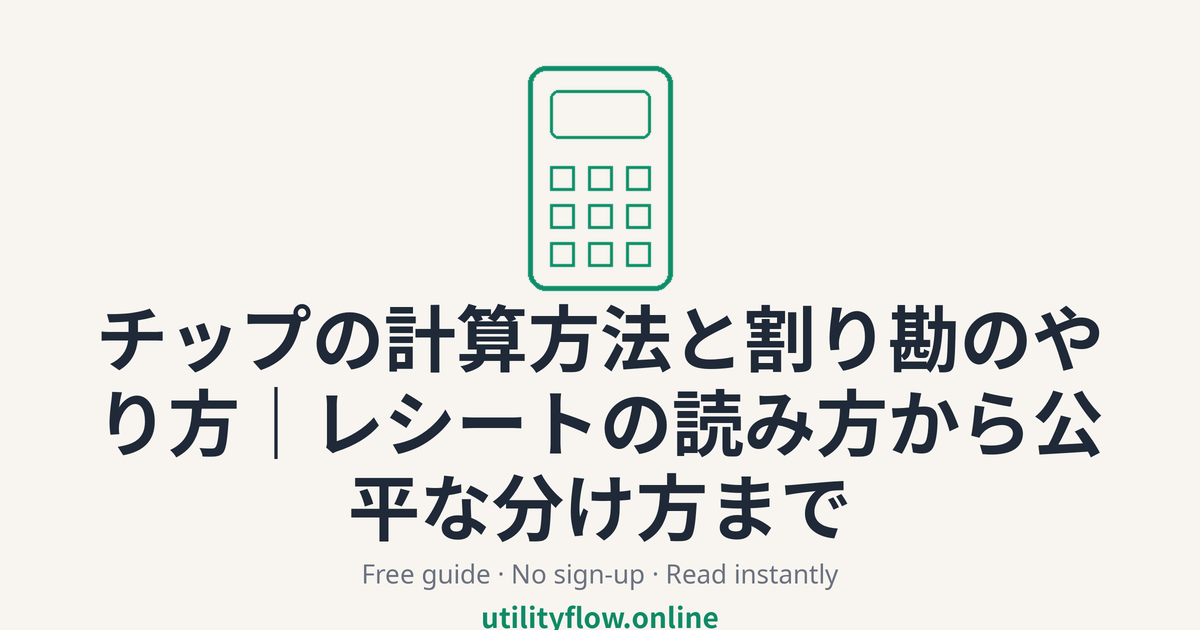 チップの計算方法と割り勘のや
り方｜レシートの読み方から公
平な分け方まで
Free guide · No sign-up · Read instantly
utilityflow.online